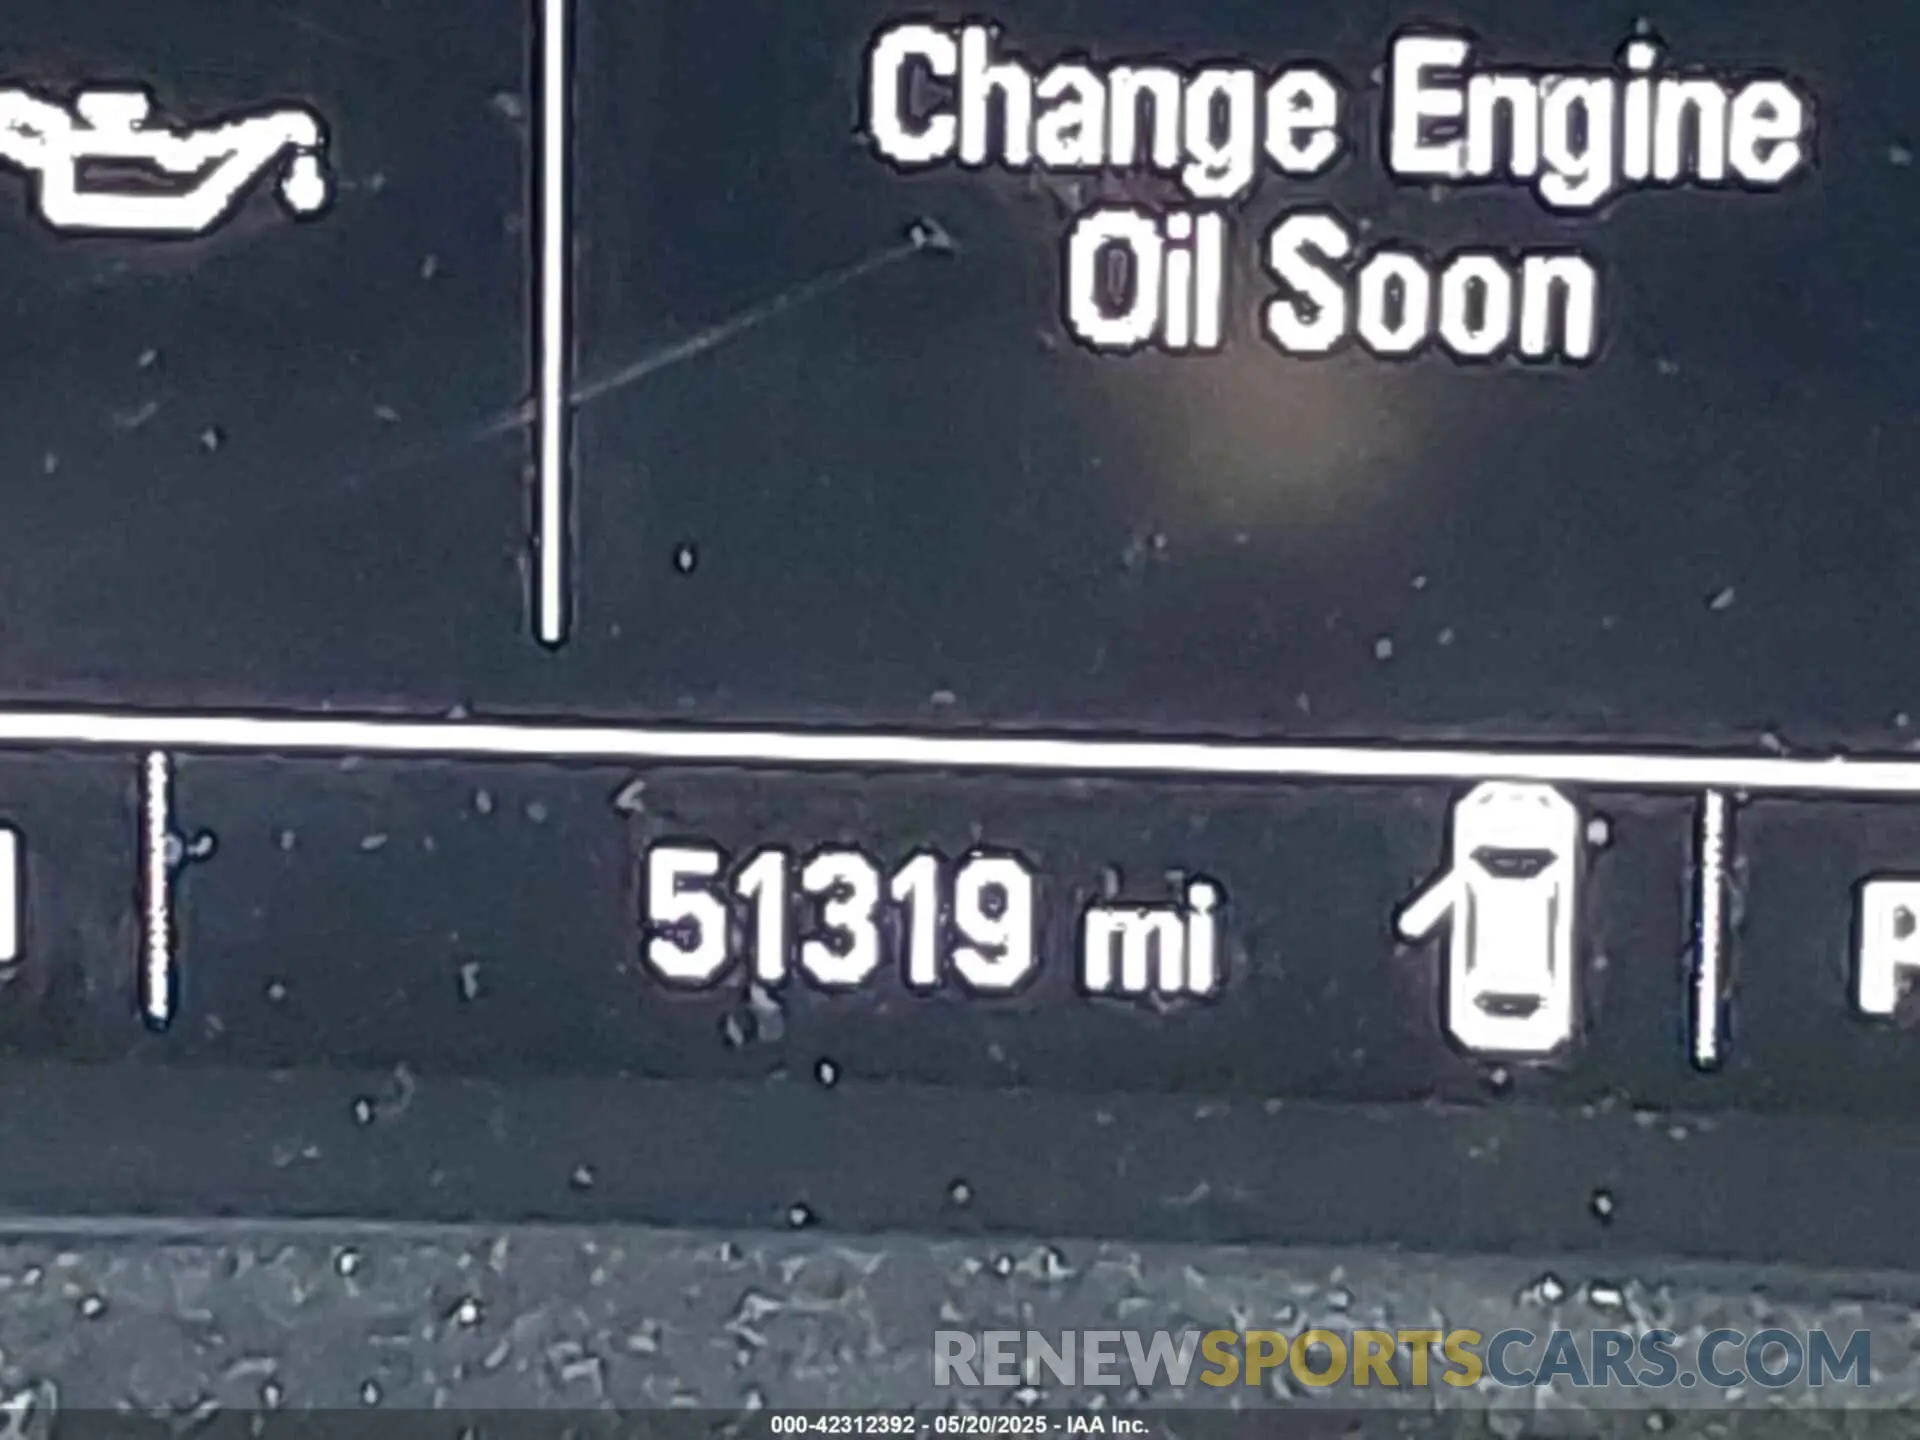 Change Engine
Oil Soon
51319 mi
RENEWSPORTSCARS.COM
000-42312392 - 05/20/2025 - IAA Inc.